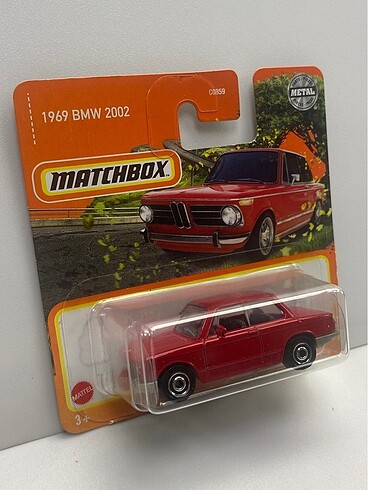 1969 BMW 2002
C0859
MATCHBOX
METAL
MATTEL
3+